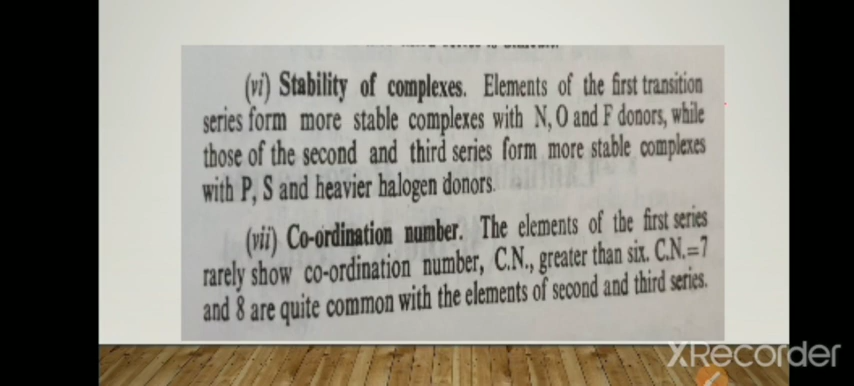 (vi) Stability of complexes. Elements of the first transition
series form more stable complexes with N, O and F donors, while
those of the second and third series form more stable complexes
with P, S and heavier halogen donors.
(vii) Co-ordination number. The elements of the first series
rarely show co-ordination number, C.N., greater than six. C.N.=7
and 8 are quite common with the elements of second and third series.
XRecorder